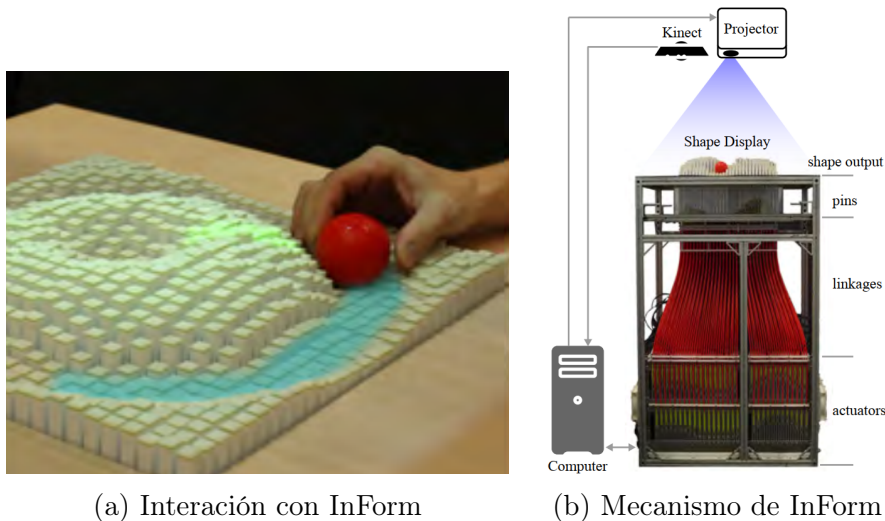 Kinect
Projector
Shape Display
shape output
pins
linkages
actuators
Computer
(a) Interación con InForm
(b) Mecanismo de InForm